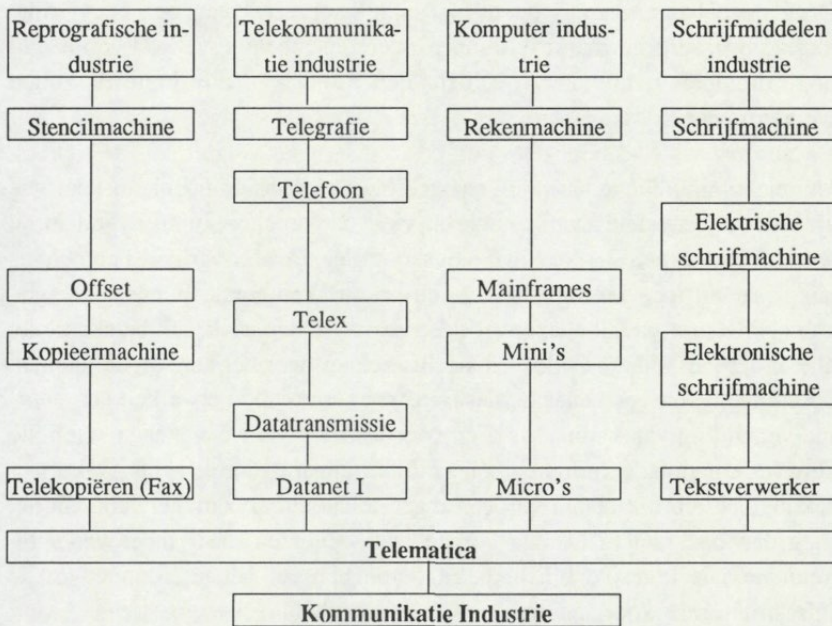 Reprografische in-
dustrie
Telekommunika-
tie industrie
Komputer indus-
trie
Schrijfmiddelen
industrie
Stencilmachine
Telegrafie
Rekenmachine
Schrijfmachine
Telefoon
Elektrische
schrijfmachine
Offset
Mainframes
Telex
Kopieermachine
Mini's
Elektronische
schrijfmachine
Datatransmissie
Telekopiëren (Fax)
Datanet I
Micro's
Tekstverwerker
Telematica
Kommunikatie Industrie